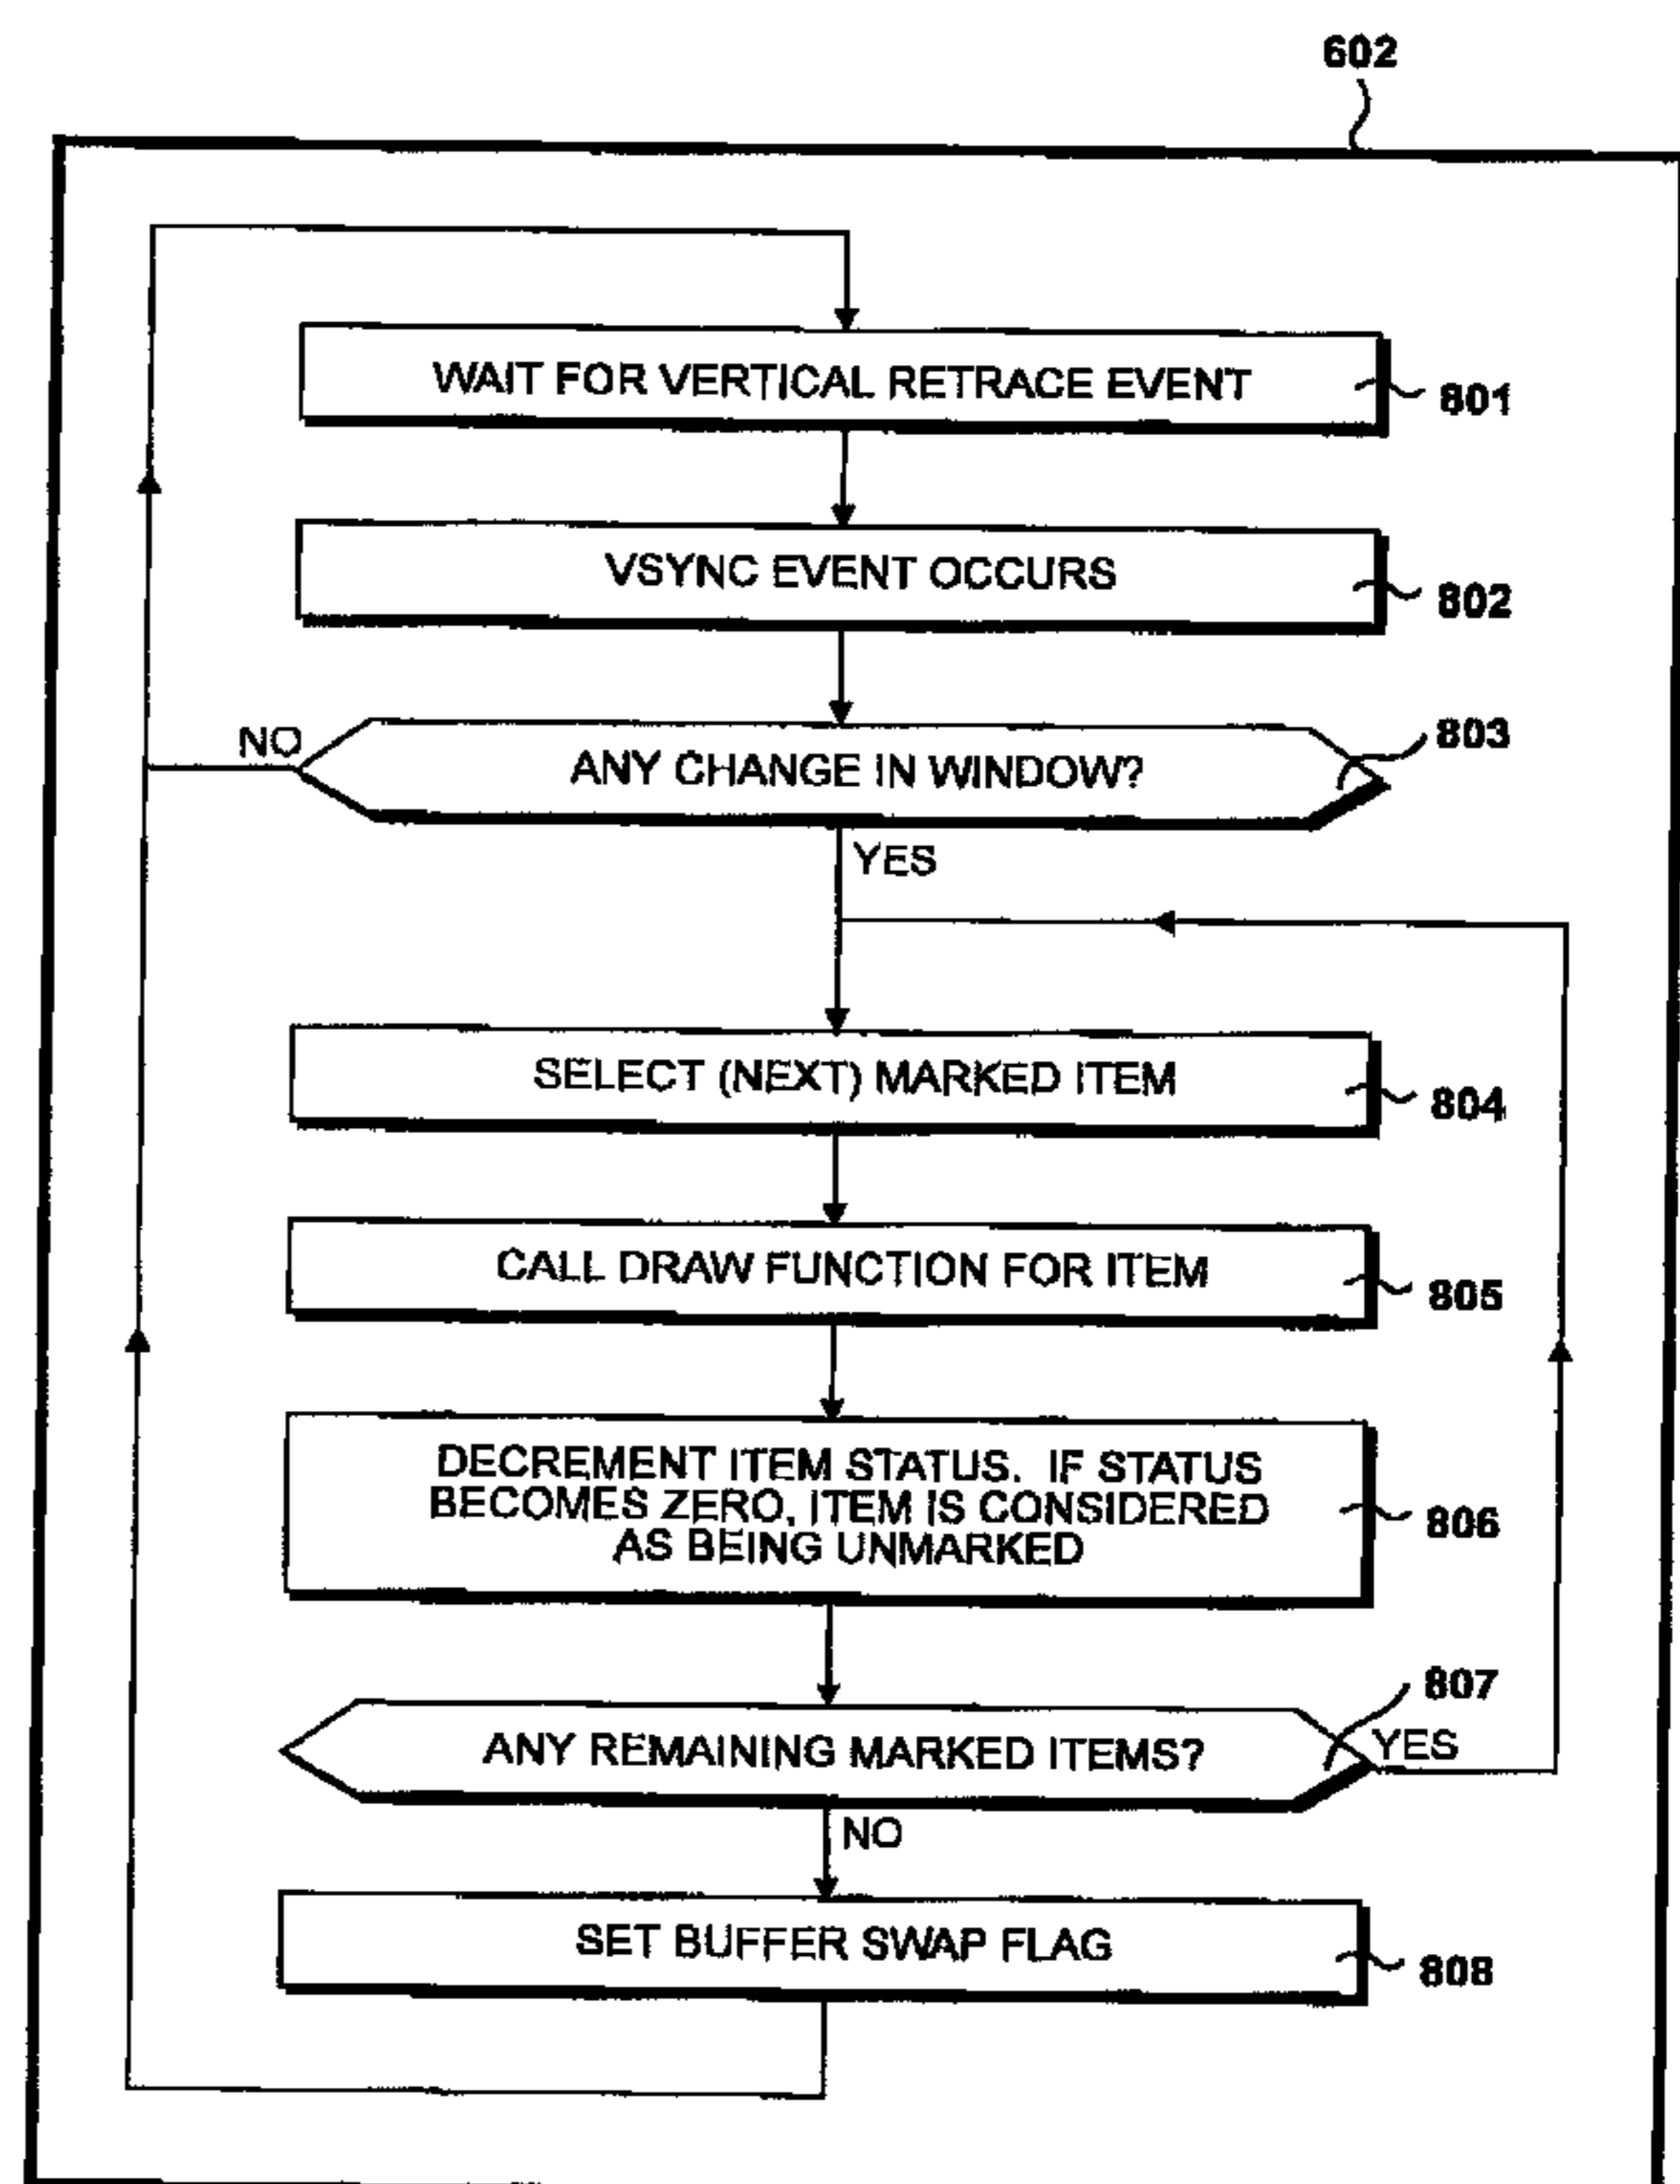 602
WAIT FOR VERTICAL RETRACE EVENT
801
VSYNC EVENT OCCURS
802
NO
ANY CHANGE IN WINDOW?
803
YES
SELECT (NEXT) MARKED ITEM
804
CALL DRAW FUNCTION FOR ITEM
805
DECREMENT ITEM STATUS. IF STATUS
BECOMES ZERO, ITEM IS CONSIDERED
AS BEING UNMARKED
806
ANY REMAINING MARKED ITEMS?
807
YES
NO
SET BUFFER SWAP FLAG
808